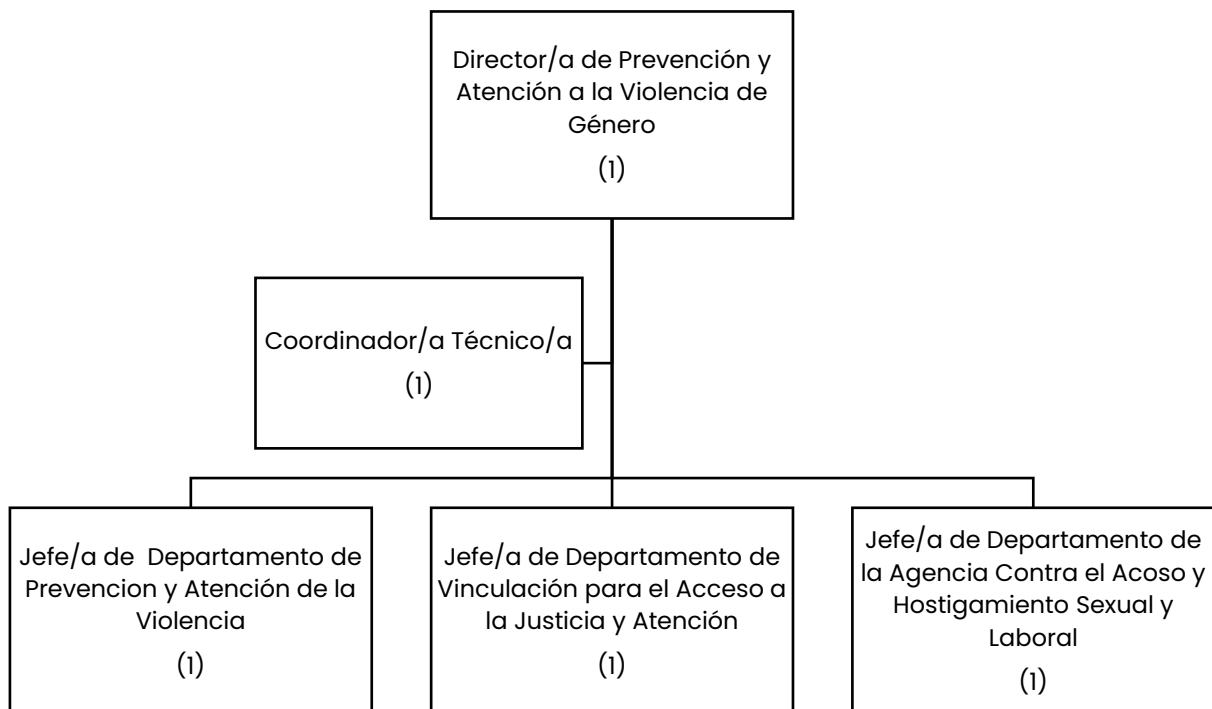 Director/a de Prevención y
Atención a la Violencia de
Género
(1)
Coordinador/a Técnico/a
(1)
Jefe/a de Departamento de
Prevencion y Atención de la
Violencia
(1)
Jefe/a de Departamento de
Vinculación para el Acceso a
la Justicia y Atención
(1)
Jefe/a de Departamento de
la Agencia Contra el Acoso y
Hostigamiento Sexual y
Laboral
(1)